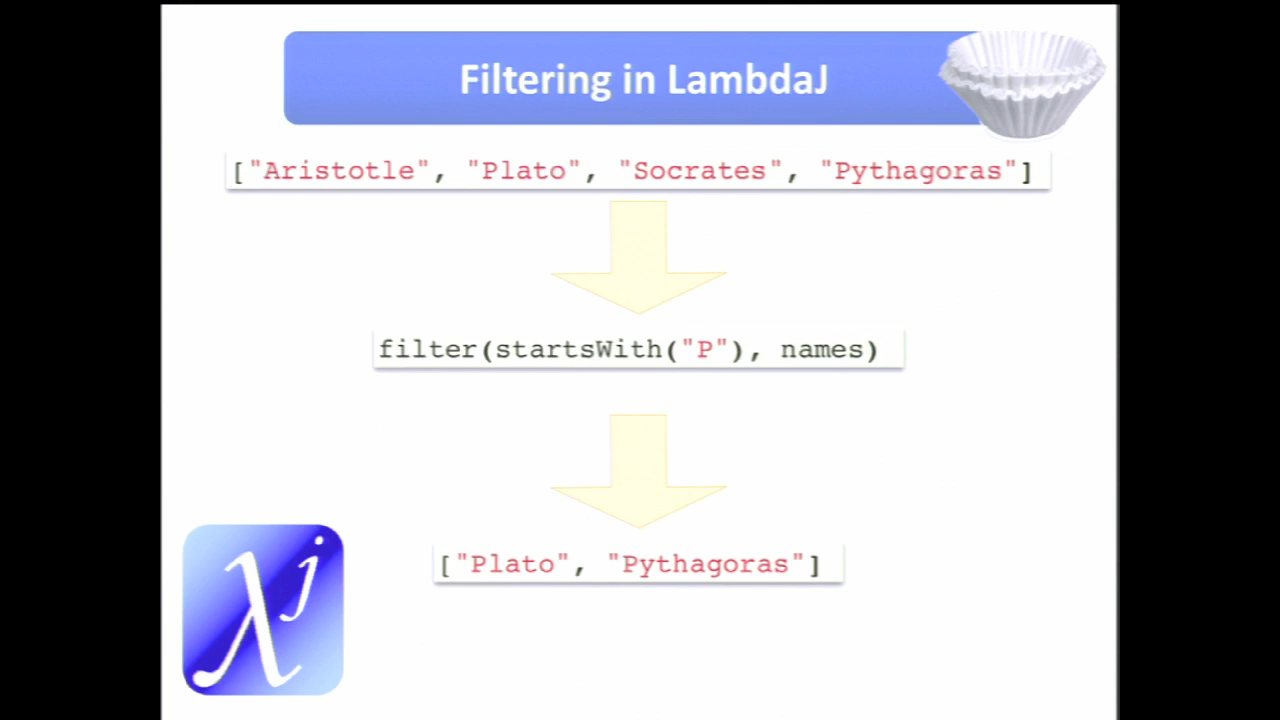 Filtering in LambdaJ
["Aristotle", "Plato", "Socrates", "Pythagoras"]
filter(startsWith("P"), names)
["Plato", "Pythagoras"]
λj